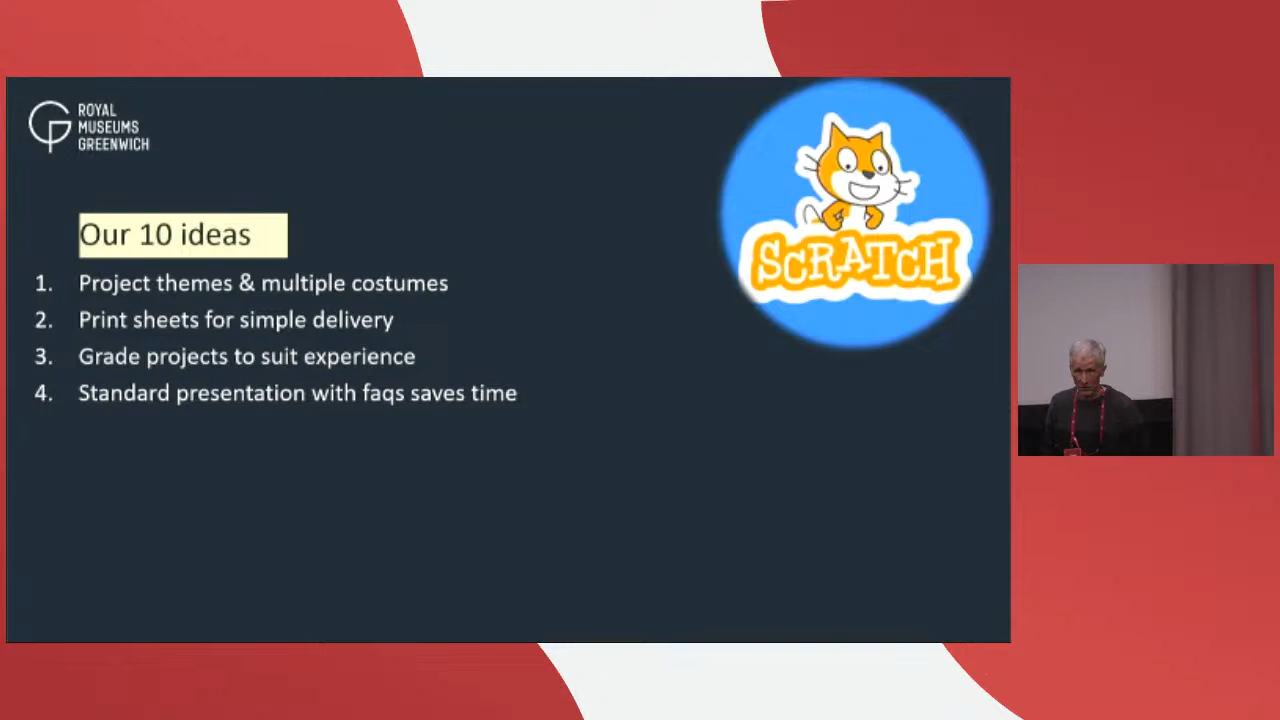 ROYAL
MUSEUMS
GREENWICH
SCRATCH
Our 10 ideas
1. Project themes & multiple costumes
2. Print sheets for simple delivery
3. Grade projects to suit experience
4. Standard presentation with faqs saves time